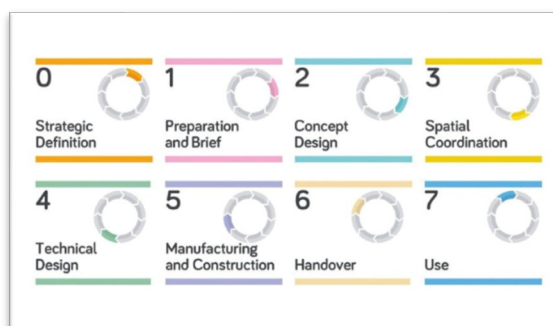 0
Strategic
Definition
1
Preparation
and Brief
2
Concept
Design
3
Spatial
Coordination
4
Technical
Design
5
Manufacturing
and Construction
6
Handover
7
Use